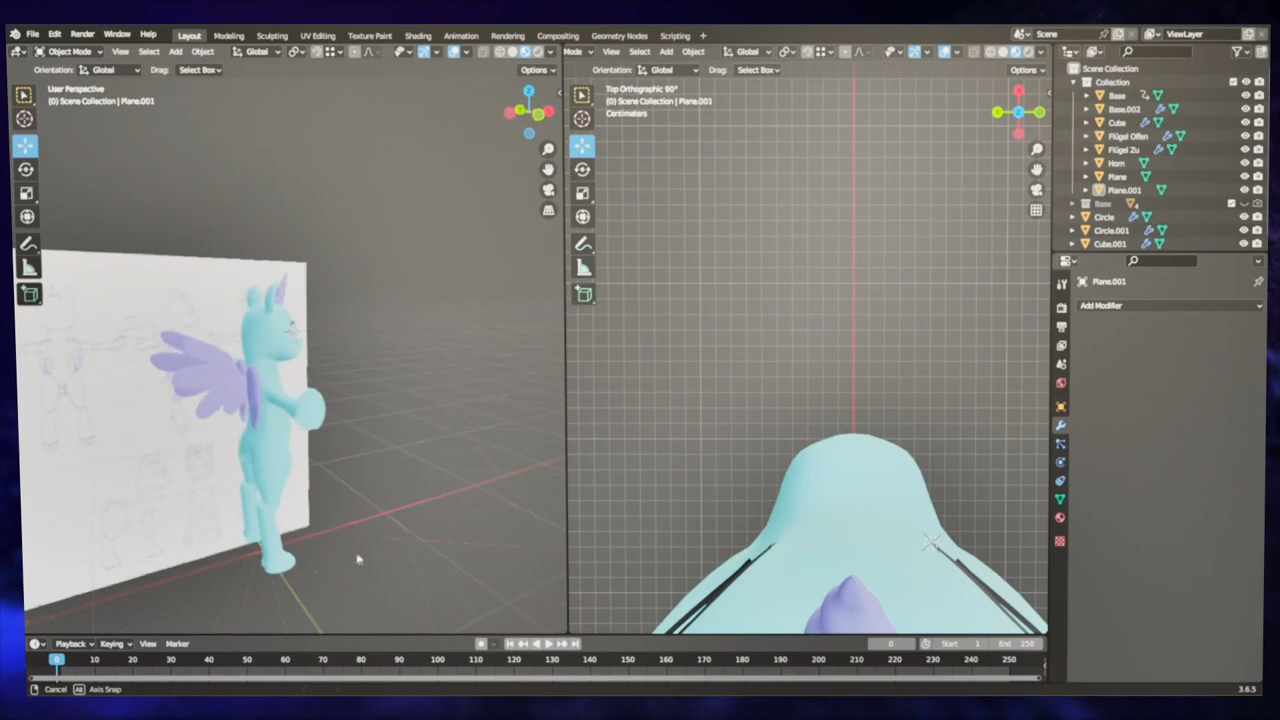 File Edit Render Window Help Layout Modeling Sculpting UV Editing Texture Paint Shading Animation Rendering Compositing Geometry Nodes Scripting + Scene ViewLayer
Object Mode View Select Add Object Global
Mode View Select Add Object Global
Orientation: Global Drag: Select Box Options
Orientation: Global Drag: Select Box Options
User Perspective
(0) Scene Collection | Plane.001
Z
Y
Top Orthographic 90°
(0) Scene Collection | Plane.001
Centimeters
X
Y
Z
Scene Collection
Collection
Base
Base.002
Cube
Flügel Offen
Flügel Zu
Horn
Plane
Plane.001
Base
4
Circle
Circle.001
Cube.001
Plane.001
Add Modifier
Playback Keying View Marker 0 Start 1 End 250
0 10 20 30 40 50 60 70 80 90 100 110 120 130 140 150 160 170 180 190 200 210 220 230 240 250
Cancel Alt Axis Snap 3.6.5